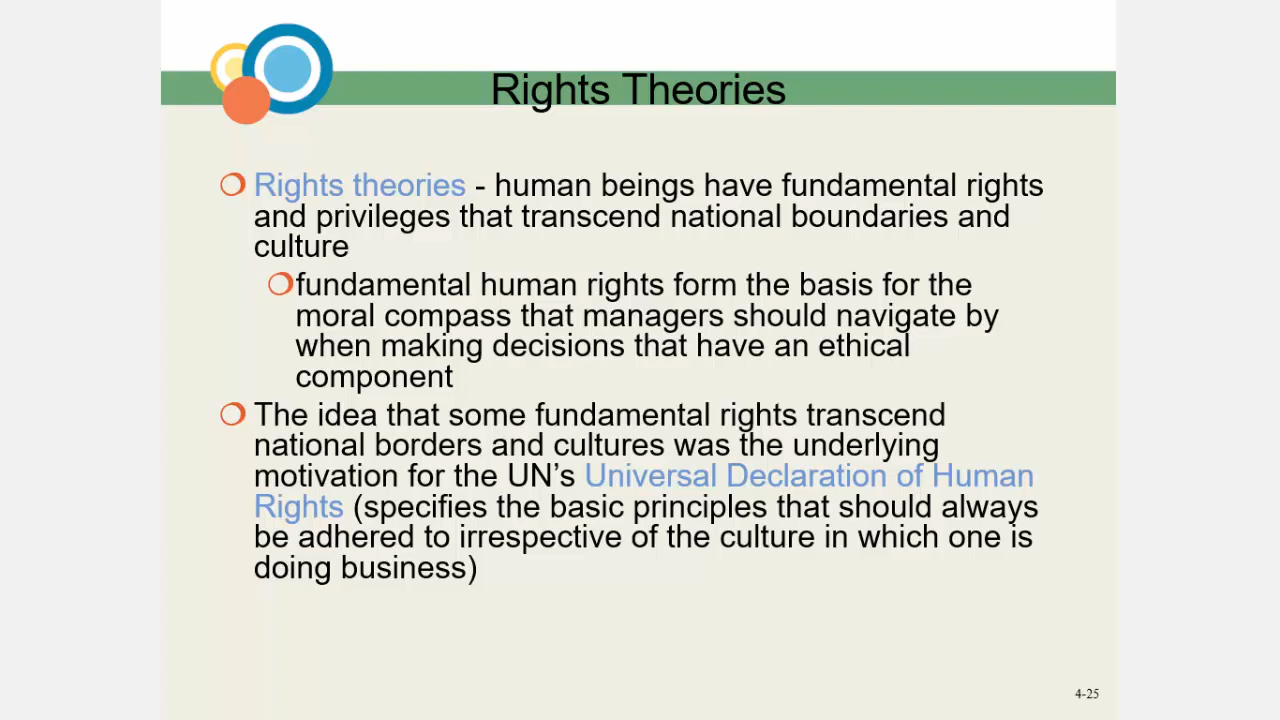 Rights Theories
Rights theories - human beings have fundamental rights
and privileges that transcend national boundaries and
culture
fundamental human rights form the basis for the
moral compass that managers should navigate by
when making decisions that have an ethical
component
The idea that some fundamental rights transcend
national borders and cultures was the underlying
motivation for the UN’s Universal Declaration of Human
Rights (specifies the basic principles that should always
be adhered to irrespective of the culture in which one is
doing business)
4-25